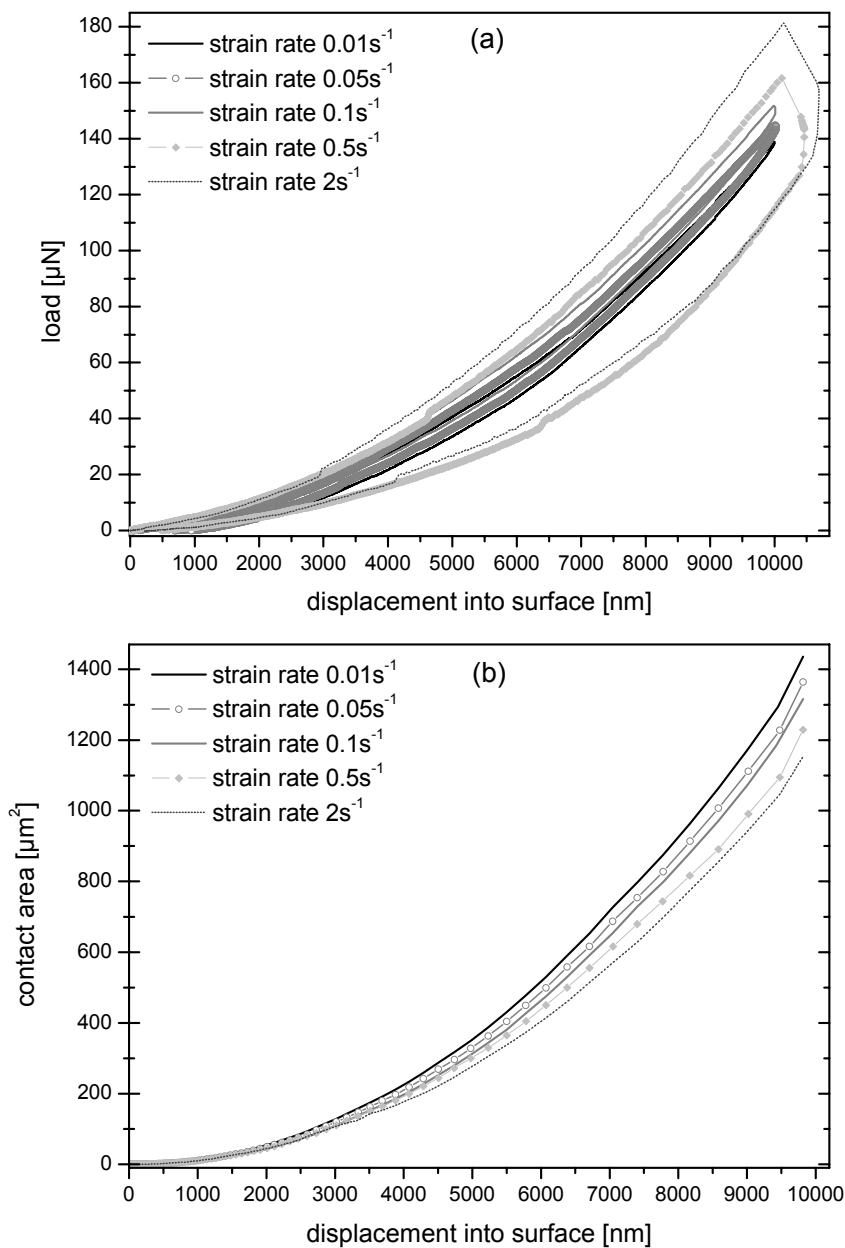 (a)
strain rate 0.01s⁻¹
strain rate 0.05s⁻¹
strain rate 0.1s⁻¹
strain rate 0.5s⁻¹
strain rate 2s⁻¹
load [µN]
180
160
140
120
100
80
60
40
20
0
0 1000 2000 3000 4000 5000 6000 7000 8000 9000 10000
displacement into surface [nm]
(b)
strain rate 0.01s⁻¹
strain rate 0.05s⁻¹
strain rate 0.1s⁻¹
strain rate 0.5s⁻¹
strain rate 2s⁻¹
contact area [µm²]
1400
1200
1000
800
600
400
200
0
0 1000 2000 3000 4000 5000 6000 7000 8000 9000 10000
displacement into surface [nm]